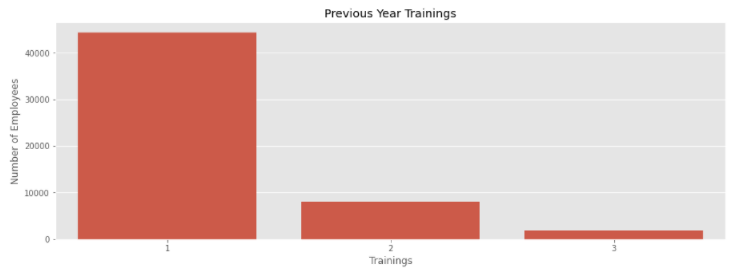 Previous Year Trainings
Number of Employees
40000
30000
20000
10000
0
1 2 3
Trainings